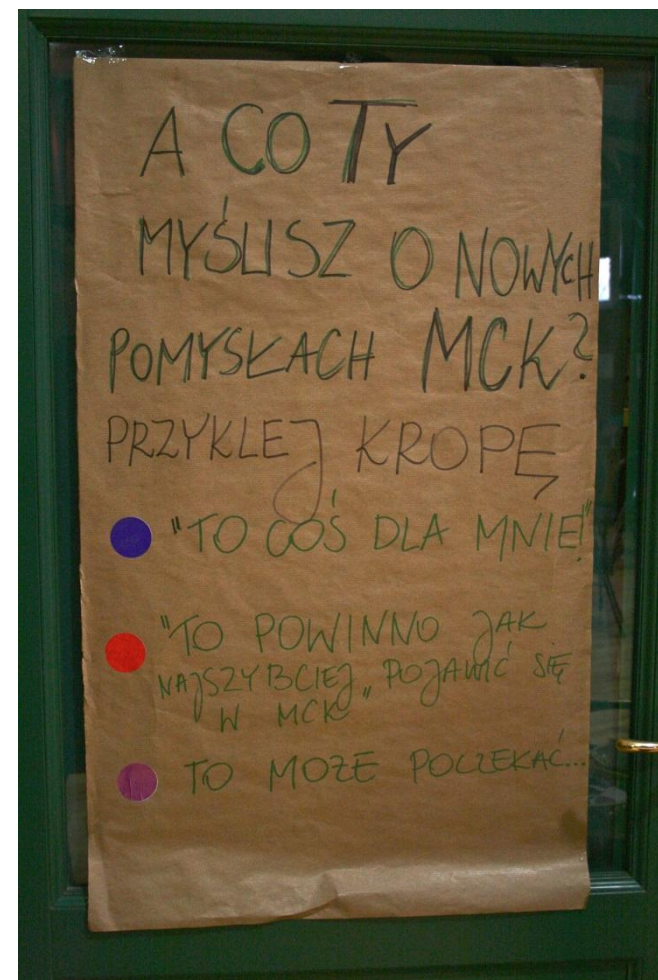 A CO TY
MYŚLISZ O NOWYCH
POMYSŁACH MCK?
PRZYKLEJ KROPĘ
"TO COŚ DLA MNIE!"
"TO POWINNO JAK
NAJSZYBCIEJ „ POJAWIĆ SIĘ
W MCK
TO MOŻE POCZEKAĆ...